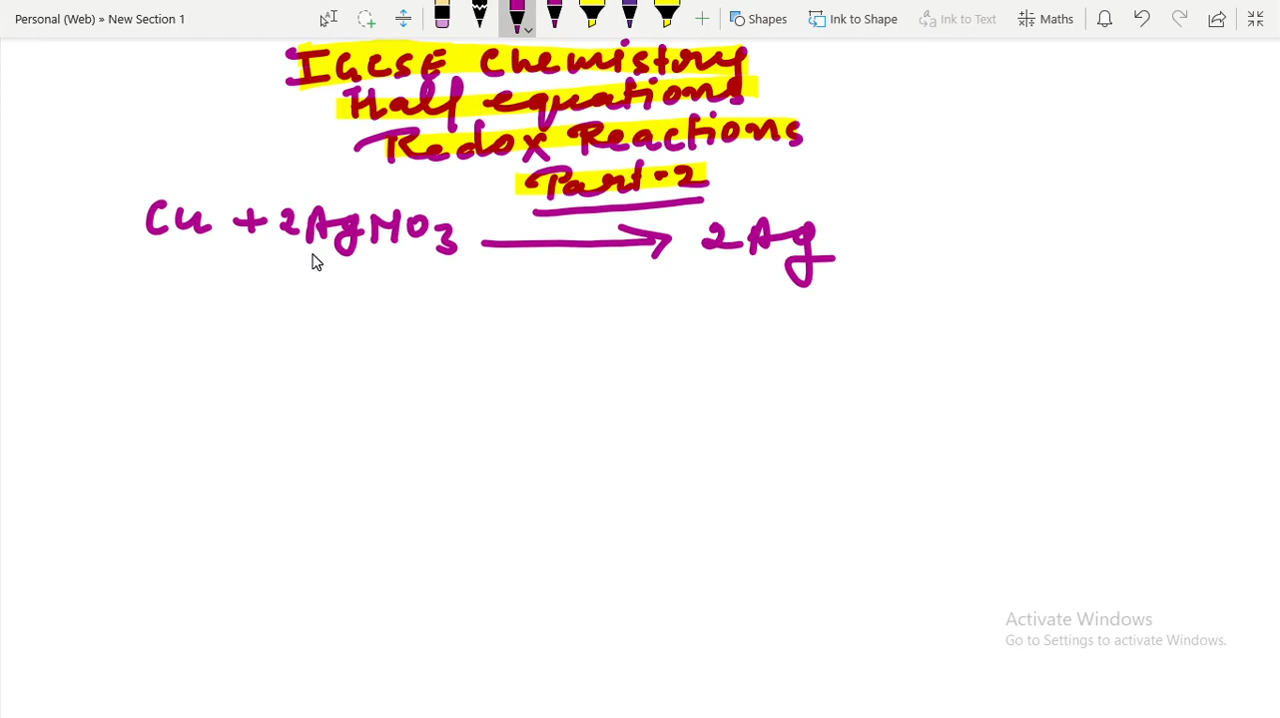 Personal (Web) » New Section 1
Shapes
Ink to Shape
Ink to Text
Maths
IGCSE Chemistry
Half equations
Redox Reactions
Part-2
Cu + 2AgNO3 → 2Ag
Activate Windows
Go to Settings to activate Windows.